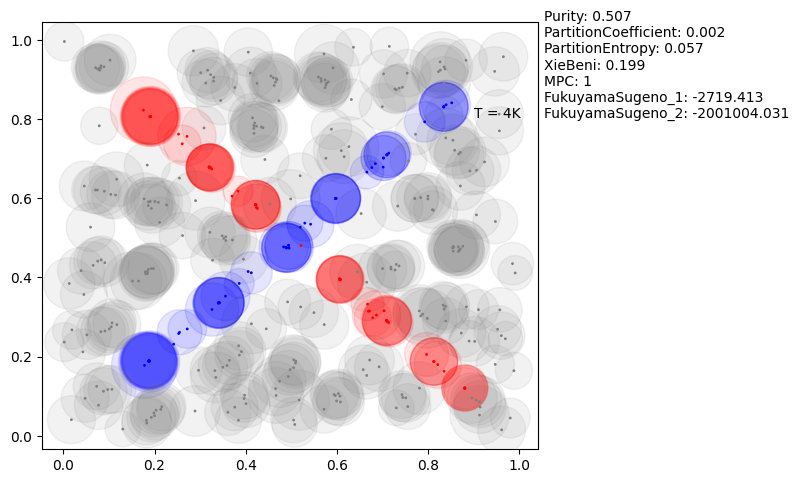 Purity: 0.507
PartitionCoefficient: 0.002
PartitionEntropy: 0.057
XieBeni: 0.199
MPC: 1
FukuyamaSugeno_1: -2719.413
FukuyamaSugeno_2: -2001004.031
T = 4K
1.0
0.8
0.6
0.4
0.2
0.0
0.0 0.2 0.4 0.6 0.8 1.0